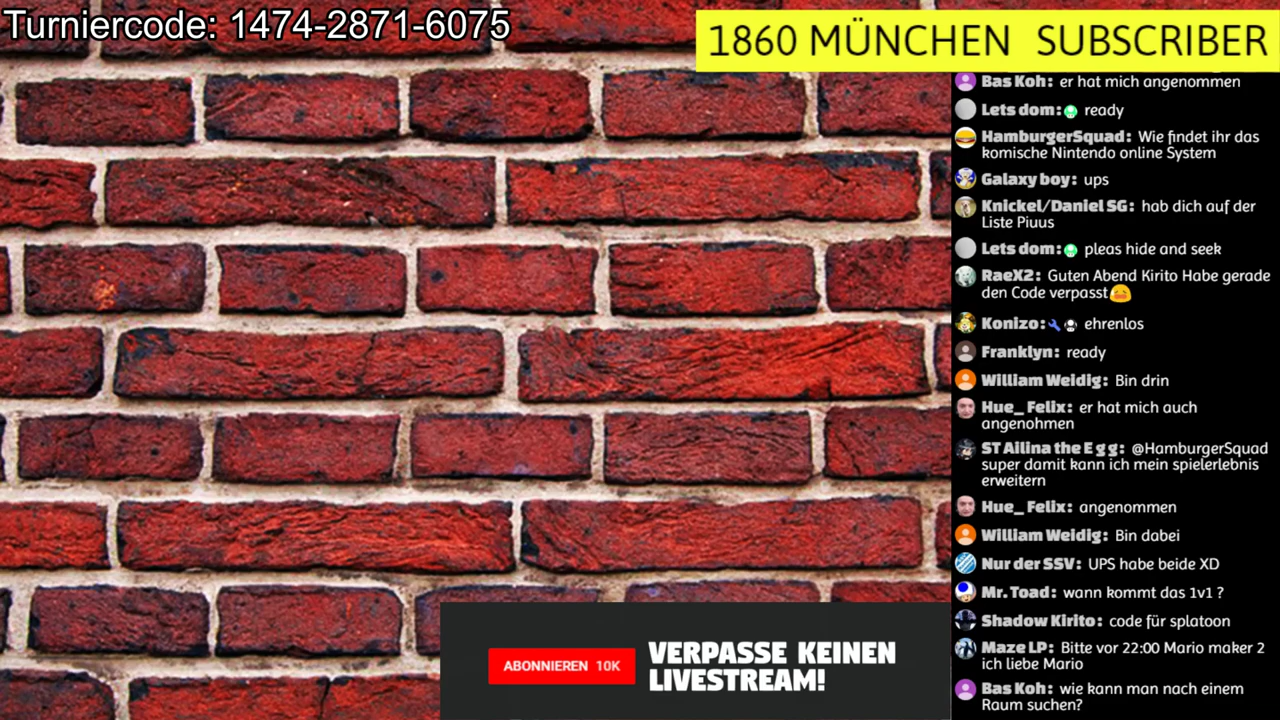 Turniercode: 1474-2871-6075
1860 MÜNCHEN SUBSCRIBER
Bas Koh: er hat mich angenommen
Lets dom: ready
HamburgerSquad: Wie findet ihr das
komische Nintendo online System
Galaxy boy: ups
Knickel/Daniel SG: hab dich auf der
Liste Piuus
Lets dom: pleas hide and seek
RaeX2: Guten Abend Kirito Habe gerade
den Code verpasst
Konizo: ehrenlos
Franklyn: ready
William Weidig: Bin drin
Hue_Felix: er hat mich auch
angenohmen
ST Ailina the E g g: @HamburgerSquad
super damit kann ich mein spielerlebnis
erweitern
Hue_Felix: angenommen
William Weidig: Bin dabei
Nur der SSV: UPS habe beide XD
Mr. Toad: wann kommt das 1v1 ?
Shadow Kirito: code für splatoon
Maze LP: Bitte vor 22:00 Mario maker 2
ich liebe Mario
Bas Koh: wie kann man nach einem
Raum suchen?
ABONNIEREN 10K
VERPASSE KEINEN
LIVESTREAM!